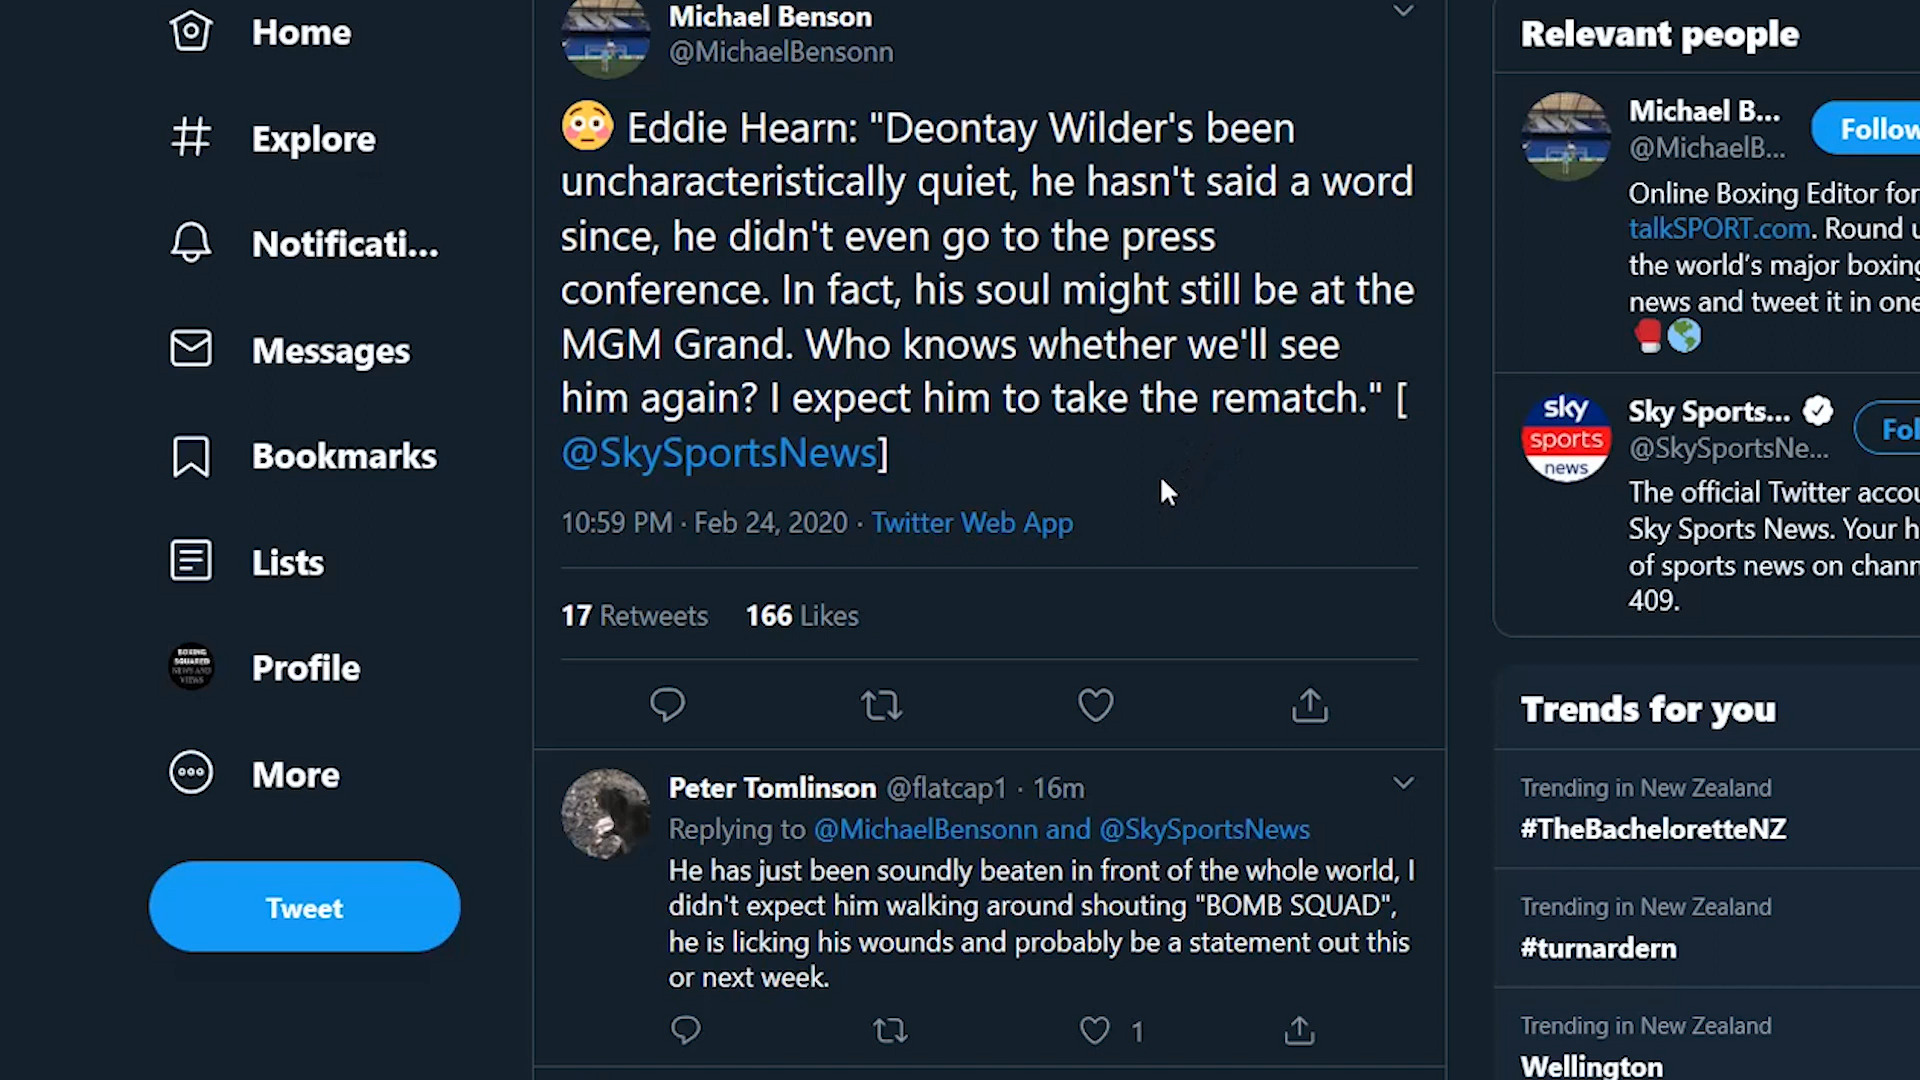 Home
Explore
Notificati...
Messages
Bookmarks
Lists
BOXING
SQUARED
NEWS AND
VIEWS
Profile
More
Tweet
Michael Benson
@MichaelBensonn
😳 Eddie Hearn: "Deontay Wilder's been
uncharacteristically quiet, he hasn't said a word
since, he didn't even go to the press
conference. In fact, his soul might still be at the
MGM Grand. Who knows whether we'll see
him again? I expect him to take the rematch." [
@SkySportsNews]
10:59 PM · Feb 24, 2020 · Twitter Web App
17 Retweets 166 Likes
Peter Tomlinson @flatcap1 · 16m
Replying to @MichaelBensonn and @SkySportsNews
He has just been soundly beaten in front of the whole world, I
didn't expect him walking around shouting "BOMB SQUAD",
he is licking his wounds and probably be a statement out this
or next week.
1
Relevant people
Michael B...
@MichaelB...
Follow
Online Boxing Editor for
talkSPORT.com. Round u
the world's major boxing
news and tweet it in one
🥊🌎
sky
sports
news
Sky Sports...
@SkySportsNe...
Fol
The official Twitter accou
Sky Sports News. Your h
of sports news on chann
409.
Trends for you
Trending in New Zealand
#TheBacheloretteNZ
Trending in New Zealand
#turnardern
Trending in New Zealand
Wellington